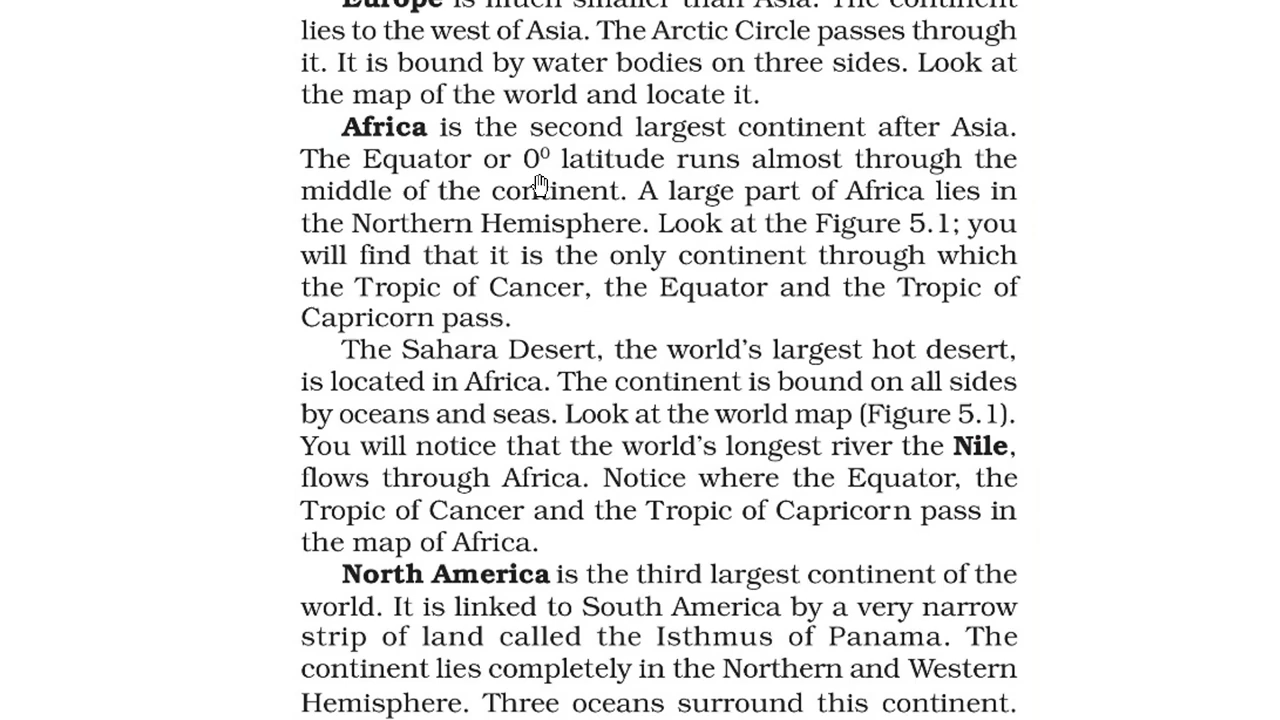 Europe is much smaller than Asia. The continent
lies to the west of Asia. The Arctic Circle passes through
it. It is bound by water bodies on three sides. Look at
the map of the world and locate it.
Africa is the second largest continent after Asia.
The Equator or 0⁰ latitude runs almost through the
middle of the continent. A large part of Africa lies in
the Northern Hemisphere. Look at the Figure 5.1; you
will find that it is the only continent through which
the Tropic of Cancer, the Equator and the Tropic of
Capricorn pass.
The Sahara Desert, the world’s largest hot desert,
is located in Africa. The continent is bound on all sides
by oceans and seas. Look at the world map (Figure 5.1).
You will notice that the world’s longest river the Nile,
flows through Africa. Notice where the Equator, the
Tropic of Cancer and the Tropic of Capricorn pass in
the map of Africa.
North America is the third largest continent of the
world. It is linked to South America by a very narrow
strip of land called the Isthmus of Panama. The
continent lies completely in the Northern and Western
Hemisphere. Three oceans surround this continent.